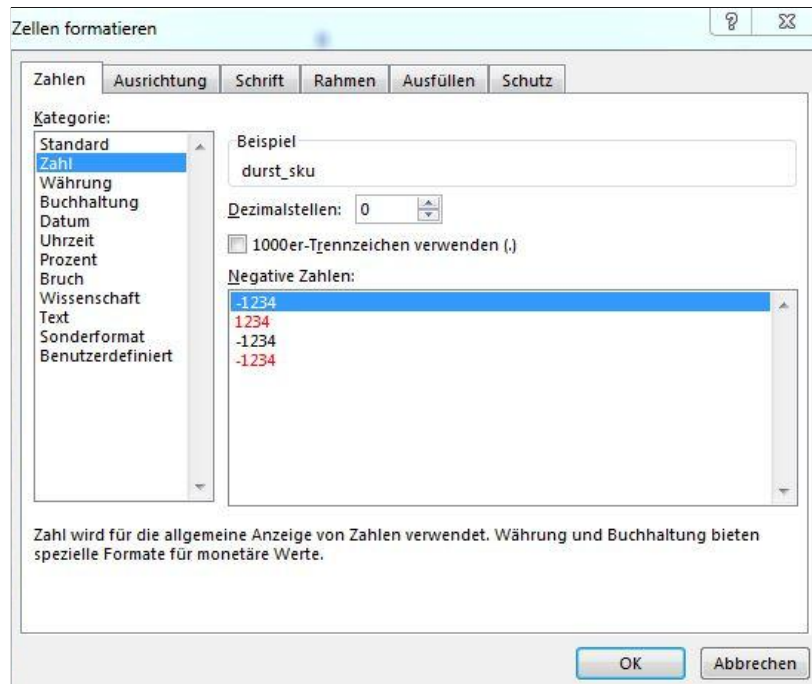 Zellen formatieren
Zahlen Ausrichtung Schrift Rahmen Ausfüllen Schutz
Kategorie:
Standard
Zahl
Währung
Buchhaltung
Datum
Uhrzeit
Prozent
Bruch
Wissenschaft
Text
Sonderformat
Benutzerdefiniert
Beispiel
durst_sku
Dezimalstellen: 0
1000er-Trennzeichen verwenden (.)
Negative Zahlen:
-1234
1234
-1234
-1234
Zahl wird für die allgemeine Anzeige von Zahlen verwendet. Währung und Buchhaltung bieten
spezielle Formate für monetäre Werte.
OK Abbrechen